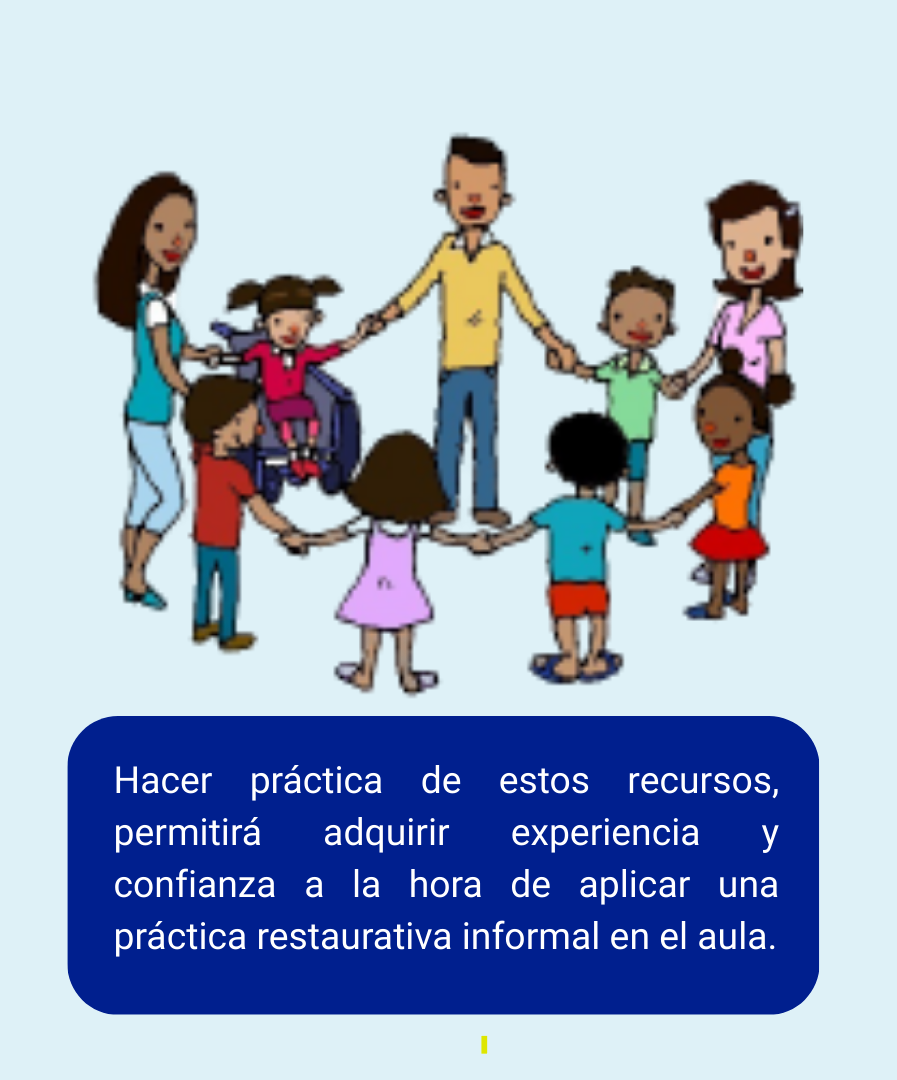 Hacer práctica de estos recursos,
permitirá adquirir experiencia y
confianza a la hora de aplicar una
práctica restaurativa informal en el aula.